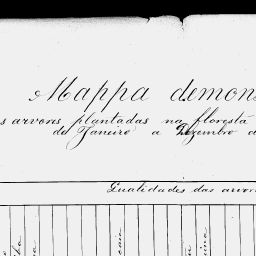 Mappa demons
s arvores plantadas na floresta
de Janeiro a Dezembro d
Qualidades das arvor